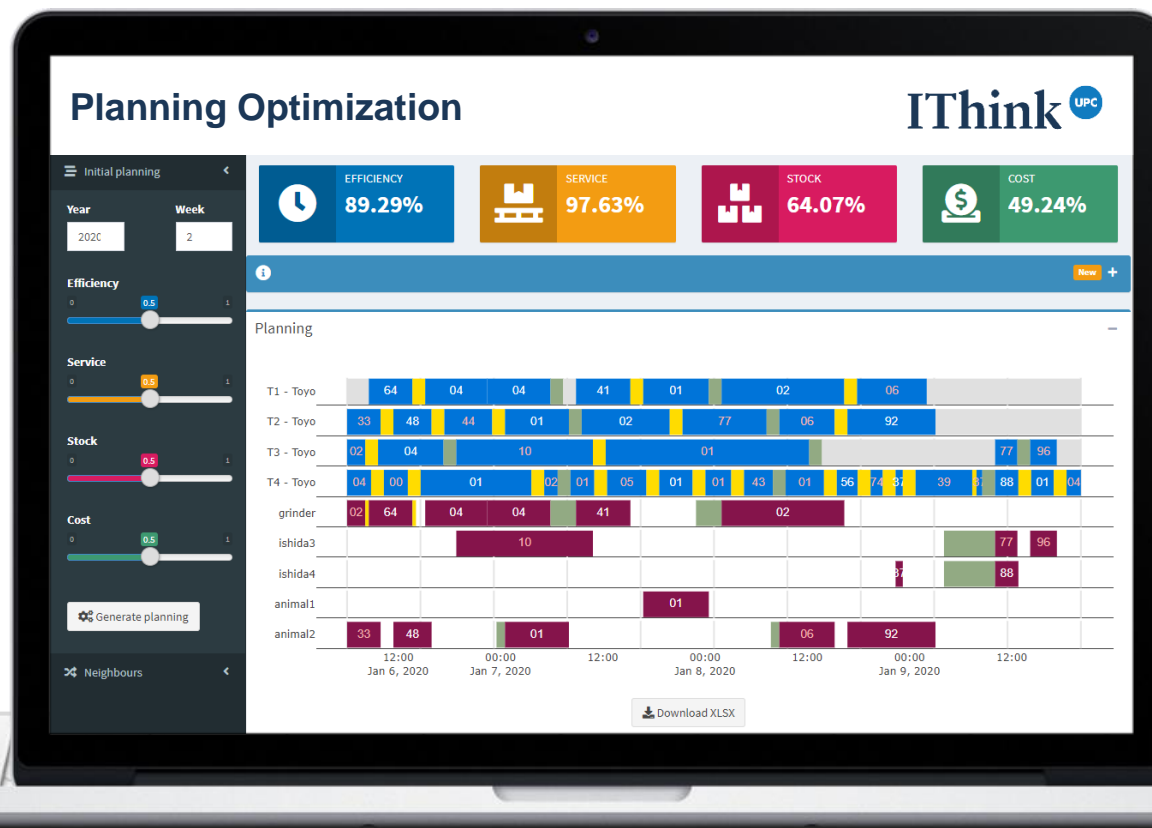 Planning Optimization
IThink UPC
Initial planning
Year Week
2020 2
Efficiency
0 0.5 1
Service
0 0.5 1
Stock
0 0.5 1
Cost
0 0.5 1
Generate planning
Neighbours
EFFICIENCY
89.29%
SERVICE
97.63%
STOCK
64.07%
COST
49.24%
i
New +
Planning
T1 - Toyo 64 04 04 41 01 02 06
T2 - Toyo 33 48 44 01 02 77 06 92
T3 - Toyo 02 04 10 01 77 96
T4 - Toyo 04 00 01 02 01 05 01 01 43 01 56 74 37 39 88 01 04
grinder 02 64 04 04 41 02
ishida3 10 77 96
ishida4 37 88
animal1 01
animal2 33 48 01 06 92
12:00 00:00 12:00 00:00 12:00 00:00 12:00
Jan 6, 2020 Jan 7, 2020 Jan 8, 2020 Jan 9, 2020
Download XLSX